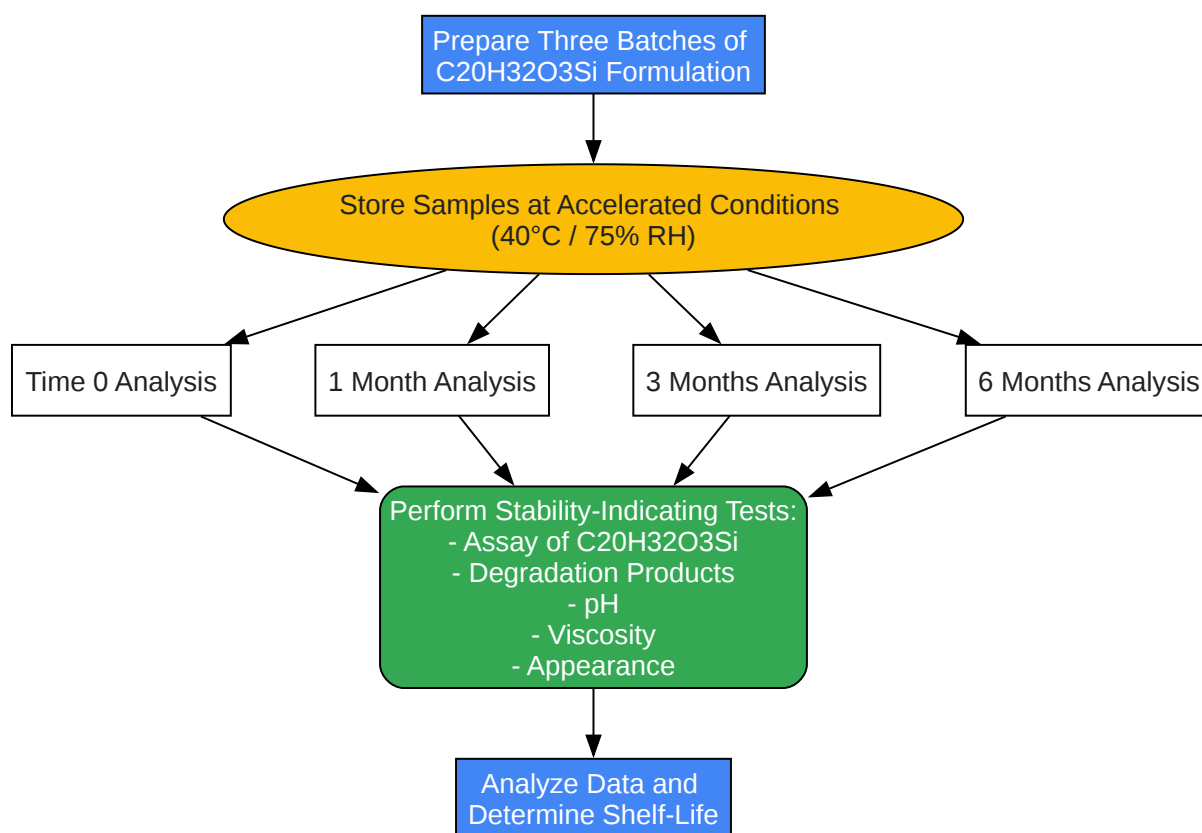 Prepare Three Batches of
C20H32O3Si Formulation
Store Samples at Accelerated Conditions
(40°C / 75% RH)
Time 0 Analysis
1 Month Analysis
3 Months Analysis
6 Months Analysis
Perform Stability-Indicating Tests:
- Assay of C20H32O3Si
- Degradation Products
- pH
- Viscosity
- Appearance
Analyze Data and
Determine Shelf-Life